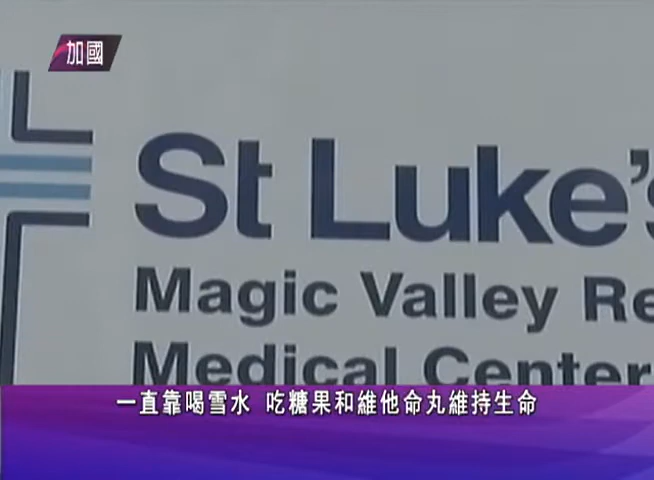 加國
St Luke's
Magic Valley Re
Medical Center
一直靠喝雪水 吃糖果和維他命丸維持生命